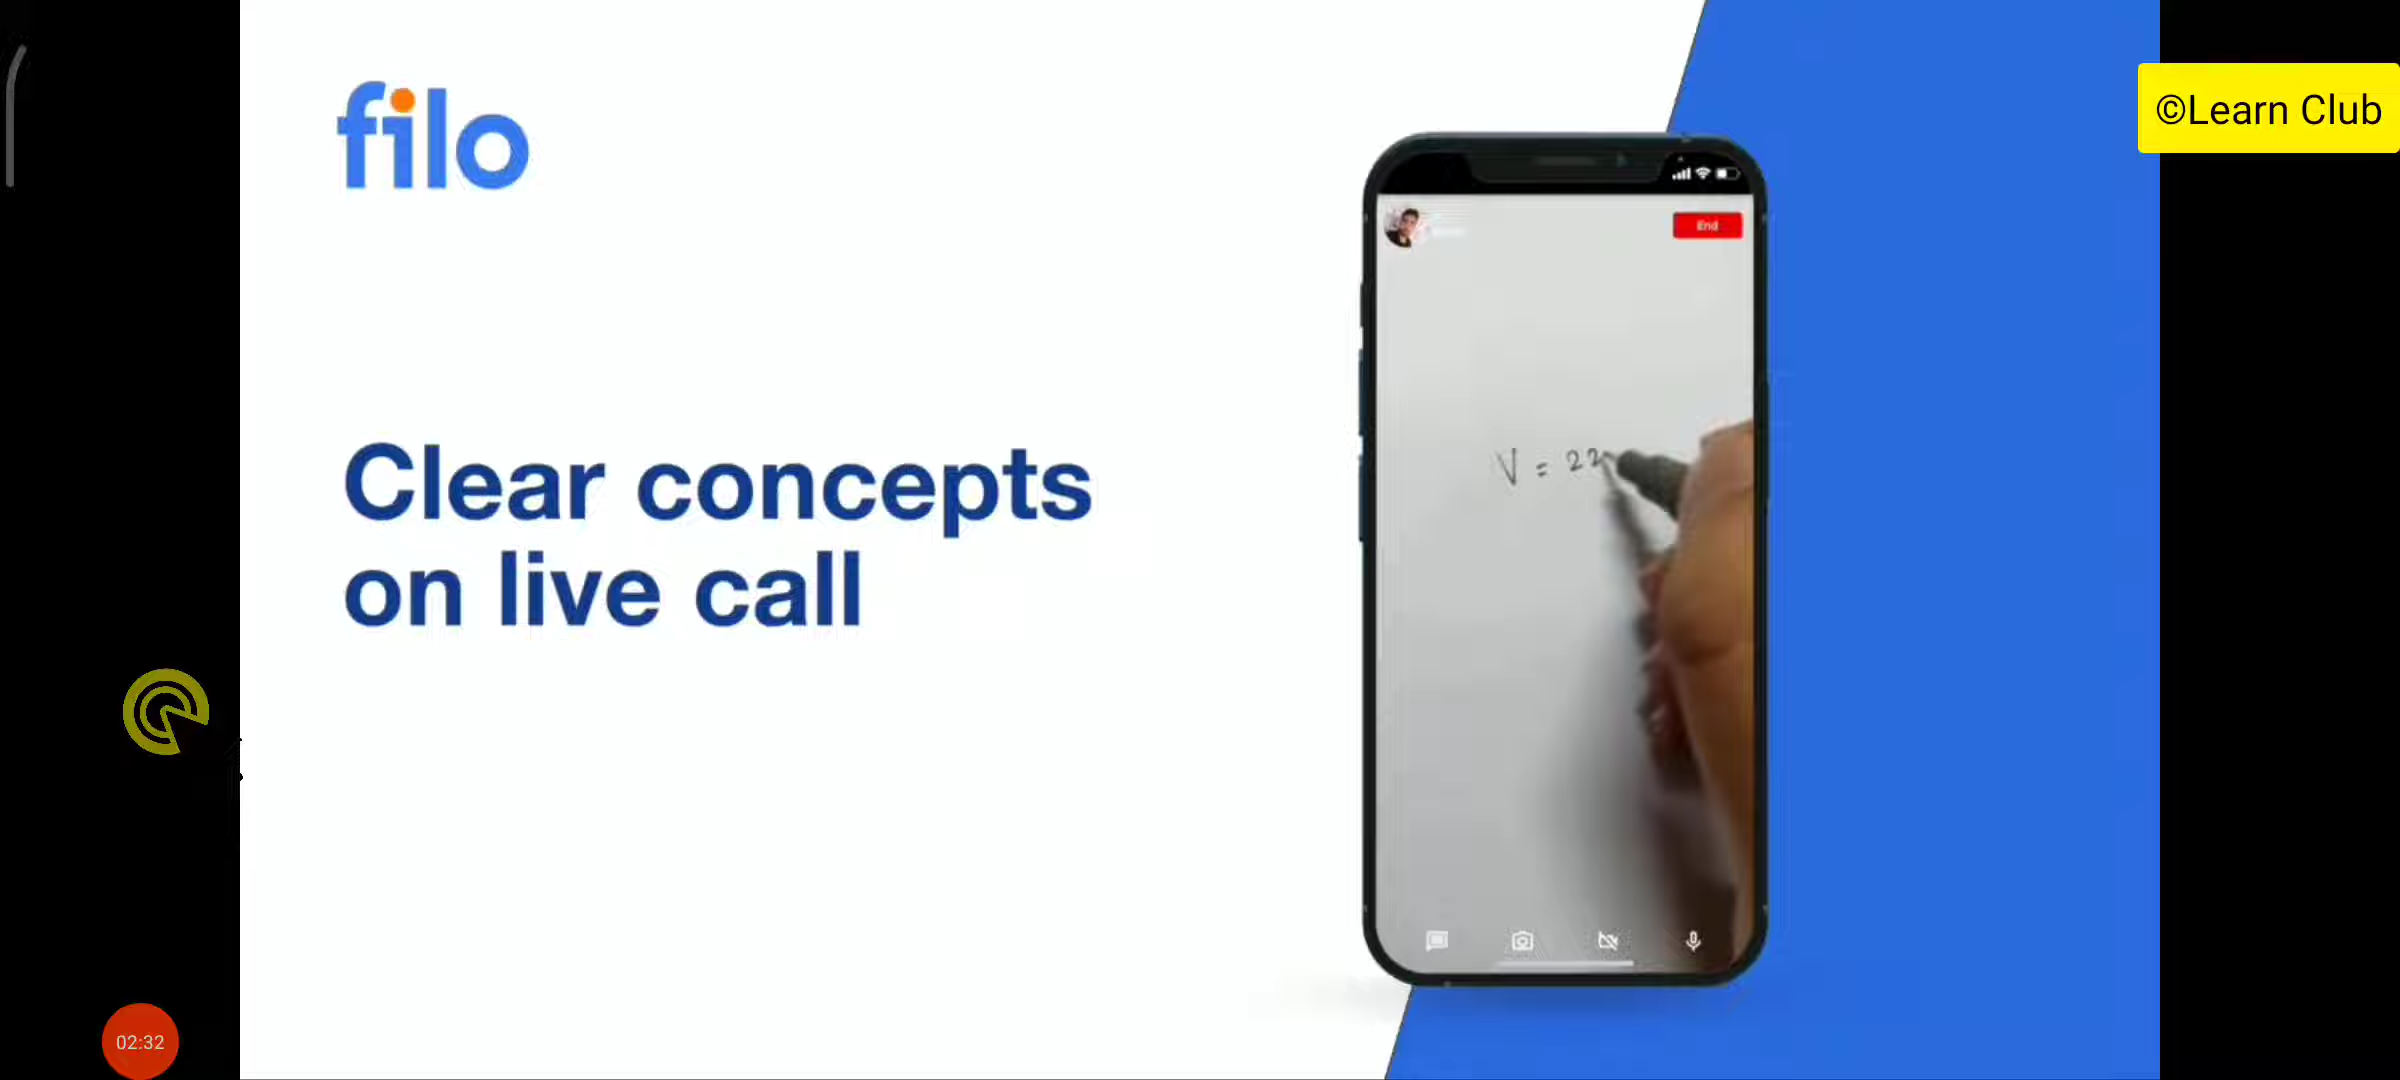 filo
©Learn Club
End
V = 22
Clear concepts
on live call
02:32